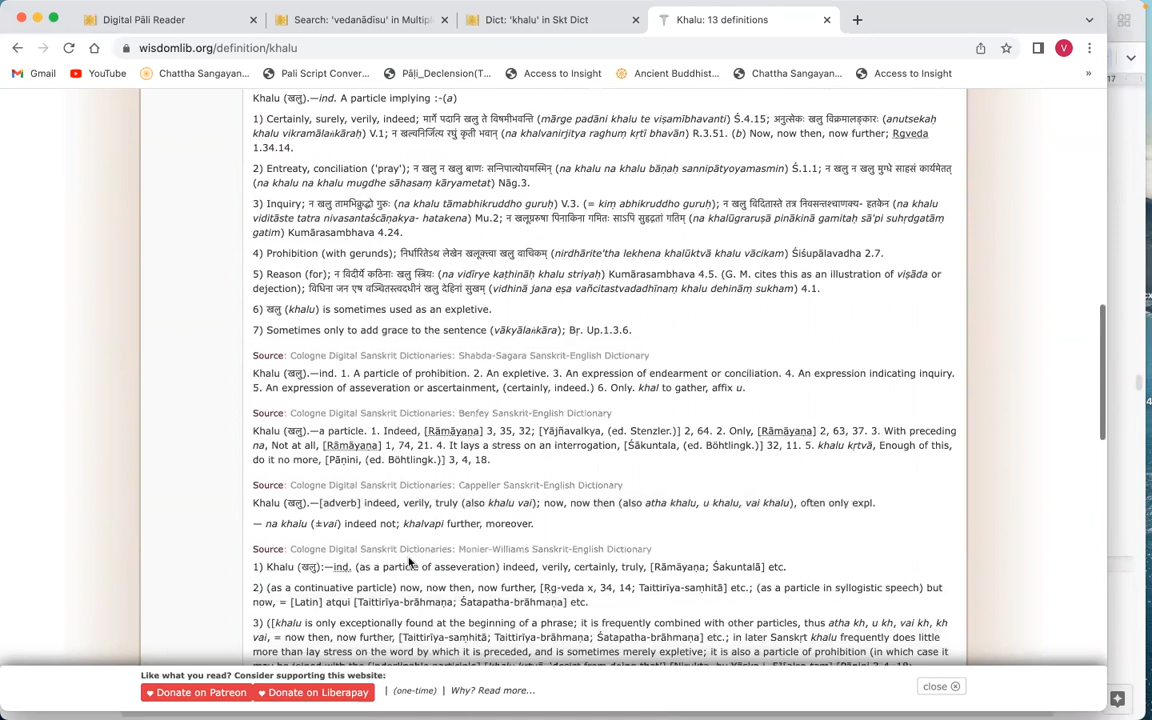 Digital Pāli Reader
Search: 'vedanādisu' in Multipl
Dict: 'khalu' in Skt Dict
Khalu: 13 definitions
wisdomlib.org/definition/khalu
V
Gmail
YouTube
Chattha Sangayan...
Pali Script Conver...
Pāḷi_Declension(T...
Access to Insight
Ancient Buddhist...
Chattha Sangayan...
Access to Insight
»
17
Khalu (खलु).—ind. A particle implying :-(a)
1) Certainly, surely, verily, indeed; मार्गे पदानि खलु ते विषमीभवन्ति (mārge padāni khalu te viṣamībhavanti) Ś.4.15; अनुत्सेकः खलु विक्रमालङ्कारः (anutsekaḥ
khalu vikramālaṅkāraḥ) V.1; न खल्वनिर्जित्य रघुं कृती भवान् (na khalvanirjitya raghuṃ kṛtī bhavān) R.3.51. (b) Now, now then, now further; Ṛgveda
1.34.14.
2) Entreaty, conciliation ('pray'); न खलु न खलु बाणः सन्निपात्योयमस्मिन् (na khalu na khalu bāṇaḥ sannipātyoyamasmin) Ś.1.1; न खलु न खलु मुग्धे साहसं कार्यमेतत्
(na khalu na khalu mugdhe sāhasaṃ kāryametat) Nāg.3.
3) Inquiry; न खलु तामभिक्रुद्धो गुरुः (na khalu tāmabhikruddho guruḥ) V.3. (= kiṃ abhikruddho guruḥ); न खलु विदितास्ते तत्र निवसन्तश्चाणक्य- हतकेन (na khalu
viditāste tatra nivasantaścāṇakya- hatakena) Mu.2; न खलूग्ररुषा पिनाकिना गमितः साऽपि सुहृद्गतां गतिम् (na khalūgraruṣā pinākinā gamitaḥ sā'pi suhṛdgatāṃ
gatim) Kumārasambhava 4.24.
4) Prohibition (with gerunds); निर्धारितेऽथ लेखेन खलूक्त्वा खलु वाचिकम् (nirdhārite'tha lekhena khalūktvā khalu vācikam) Śiśupālavadha 2.7.
5) Reason (for); न विदीर्ये कठिनाः खलु स्त्रियः (na vidīrye kaṭhināḥ khalu striyaḥ) Kumārasambhava 4.5. (G. M. cites this as an illustration of viṣāda or
dejection); विधिना जन एष वञ्चितस्त्वदधीनं खलु देहिनां सुखम् (vidhinā jana eṣa vañcitastvadadhīnaṃ khalu dehināṃ sukham) 4.1.
6) खलु (khalu) is sometimes used as an expletive.
7) Sometimes only to add grace to the sentence (vākyālaṅkāra); Bṛ. Up.1.3.6.
Source: Cologne Digital Sanskrit Dictionaries: Shabda-Sagara Sanskrit-English Dictionary
Khalu (खलु).—ind. 1. A particle of prohibition. 2. An expletive. 3. An expression of endearment or conciliation. 4. An expression indicating inquiry.
5. An expression of asseveration or ascertainment, (certainly, indeed.) 6. Only. khal to gather, affix u.
Source: Cologne Digital Sanskrit Dictionaries: Benfey Sanskrit-English Dictionary
Khalu (खलु).—a particle. 1. Indeed, [Rāmāyaṇa] 3, 35, 32; [Yājñavalkya, (ed. Stenzler.)] 2, 64. 2. Only, [Rāmāyaṇa] 2, 63, 37. 3. With preceding
na, Not at all, [Rāmāyaṇa] 1, 74, 21. 4. It lays a stress on an interrogation, [Śākuntala, (ed. Böhtlingk.)] 32, 11. 5. khalu kṛtvā, Enough of this,
do it no more, [Pāṇini, (ed. Böhtlingk.)] 3, 4, 18.
Source: Cologne Digital Sanskrit Dictionaries: Cappeller Sanskrit-English Dictionary
Khalu (खलु).—[adverb] indeed, verily, truly (also khalu vai); now, now then (also atha khalu, u khalu, vai khalu), often only expl.
— na khalu (±vai) indeed not; khalvapi further, moreover.
Source: Cologne Digital Sanskrit Dictionaries: Monier-Williams Sanskrit-English Dictionary
1) Khalu (खलु):—ind. (as a particle of asseveration) indeed, verily, certainly, truly, [Rāmāyaṇa; Śakuntalā] etc.
2) (as a continuative particle) now, now then, now further, [Ṛg-veda x, 34, 14; Taittirīya-saṃhitā] etc.; (as a particle in syllogistic speech) but
now, = [Latin] atqui [Taittirīya-brāhmaṇa; Śatapatha-brāhmaṇa] etc.
3) ([khalu is only exceptionally found at the beginning of a phrase; it is frequently combined with other particles, thus atha kh, u kh, vai kh, kh
vai, = now then, now further, [Taittirīya-saṃhitā; Taittirīya-brāhmaṇa; Śatapatha-brāhmaṇa] etc.; in later Sanskṛt khalu frequently does little
more than lay stress on the word by which it is preceded, and is sometimes merely expletive; it is also a particle of prohibition (in which case it
Like what you read? Consider supporting this website:
Donate on Patreon
Donate on Liberapay
| (one-time) | Why? Read more...
close